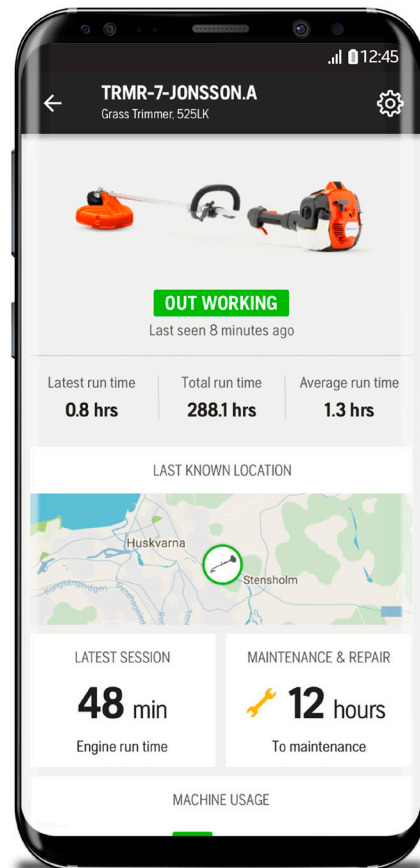 12:45
TRMR-7-JONSSON.A
Grass Trimmer, 525LK
OUT WORKING
Last seen 8 minutes ago
Latest run time
0.8 hrs
Total run time
288.1 hrs
Average run time
1.3 hrs
LAST KNOWN LOCATION
Huskvarna
Stensholm
LATEST SESSION
48 min
Engine run time
MAINTENANCE & REPAIR
12 hours
To maintenance
MACHINE USAGE